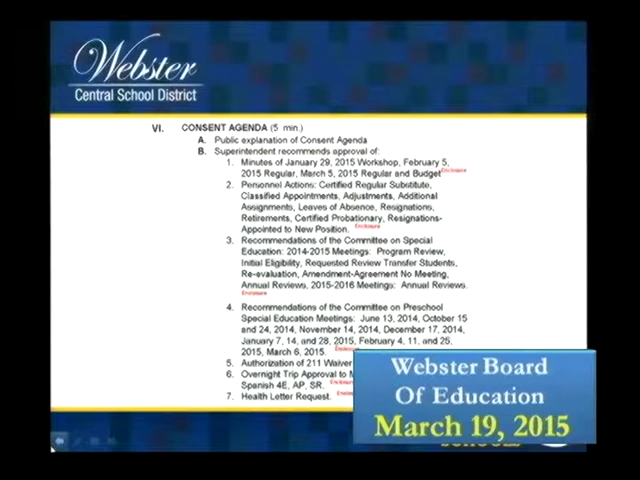 Webster
Central School District
VI. CONSENT AGENDA (5 min.)
A. Public explanation of Consent Agenda
B. Superintendent recommends approval of:
1. Minutes of January 29, 2015 Workshop, February 5,
2015 Regular, March 5, 2015 Regular and Budget Enclosure
2. Personnel Actions: Certified Regular Substitute,
Classified Appointments, Adjustments, Additional
Assignments, Leaves of Absence, Resignations,
Retirements, Certified Probationary, Resignations-
Appointed to New Position. Enclosure
3. Recommendations of the Committee on Special
Education: 2014-2015 Meetings: Program Review,
Initial Eligibility, Requested Review Transfer Students,
Re-evaluation, Amendment-Agreement No Meeting,
Annual Reviews, 2015-2016 Meetings: Annual Reviews.
Enclosure
4. Recommendations of the Committee on Preschool
Special Education Meetings: June 13, 2014, October 15
and 24, 2014, November 14, 2014, December 17, 2014,
January 7, 14, and 28, 2015, February 4, 11, and 25,
2015, March 6, 2015.
5. Authorization of 211 Waiver
6. Overnight Trip Approval to
Spanish 4E, AP, SR. Enclosure
7. Health Letter Request.
Webster Board
Of Education
March 19, 2015